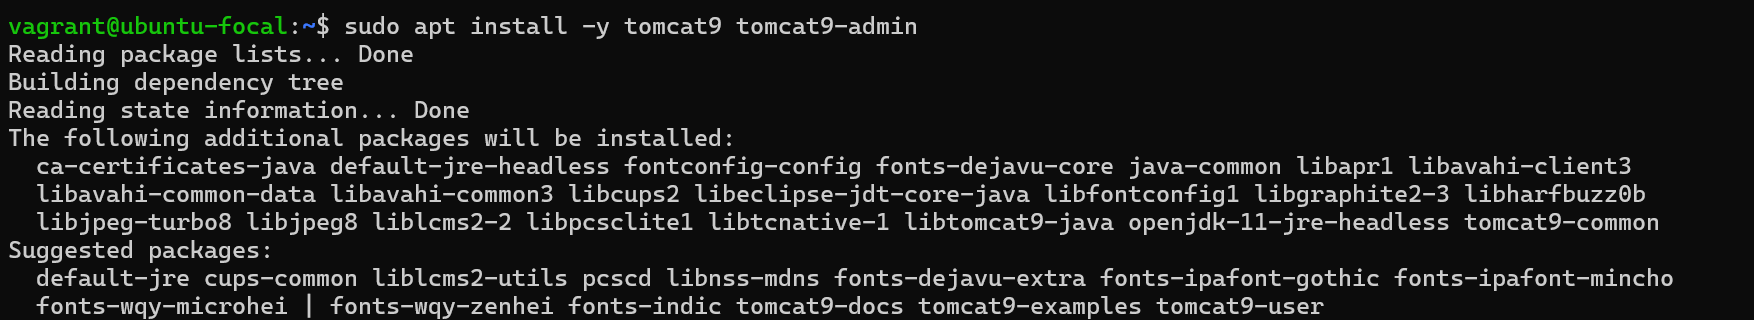 vagrant@ubuntu-focal:~$ sudo apt install -y tomcat9 tomcat9-admin
Reading package lists... Done
Building dependency tree
Reading state information... Done
The following additional packages will be installed:
  ca-certificates-java default-jre-headless fontconfig-config fonts-dejavu-core java-common libapr1 libavahi-client3
  libavahi-common-data libavahi-common3 libcups2 libeclipse-jdt-core-java libfontconfig1 libgraphite2-3 libharfbuzz0b
  libjpeg-turbo8 libjpeg8 liblcms2-2 libpcsclite1 libtcnative-1 libtomcat9-java openjdk-11-jre-headless tomcat9-common
Suggested packages:
  default-jre cups-common liblcms2-utils pcscd libnss-mdns fonts-dejavu-extra fonts-ipafont-gothic fonts-ipafont-mincho
  fonts-wqy-microhei | fonts-wqy-zenhei fonts-indic tomcat9-docs tomcat9-examples tomcat9-user